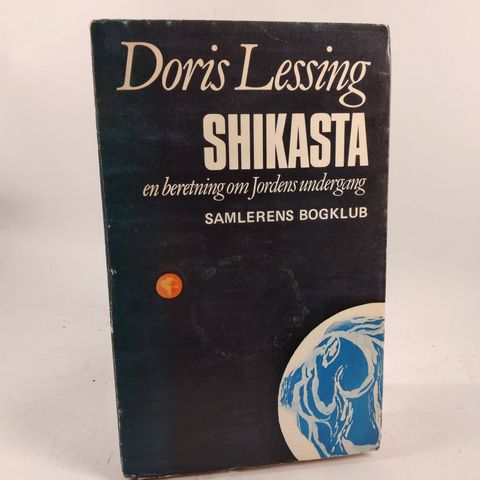 Doris Lessing
SHIKASTA
en beretning om Jordens undergang
SAMLERENS BOGKLUB